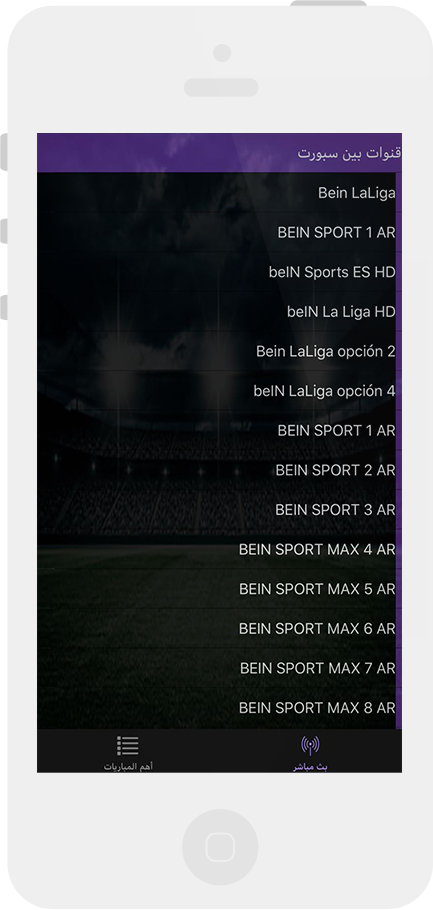 قنوات بين سبورت
Bein LaLiga
BEIN SPORT 1 AR
beIN Sports ES HD
beIN La Liga HD
Bein LaLiga opción 2
beIN LaLiga opción 4
BEIN SPORT 1 AR
BEIN SPORT 2 AR
BEIN SPORT 3 AR
BEIN SPORT MAX 4 AR
BEIN SPORT MAX 5 AR
BEIN SPORT MAX 6 AR
BEIN SPORT MAX 7 AR
BEIN SPORT MAX 8 AR
بث مباشر
أهم المباريات